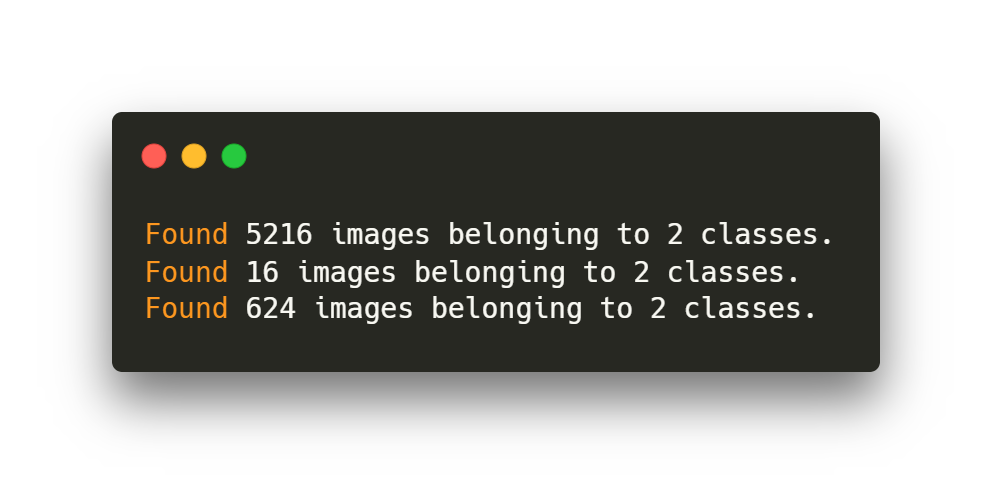 Found 5216 images belonging to 2 classes.
Found 16 images belonging to 2 classes.
Found 624 images belonging to 2 classes.